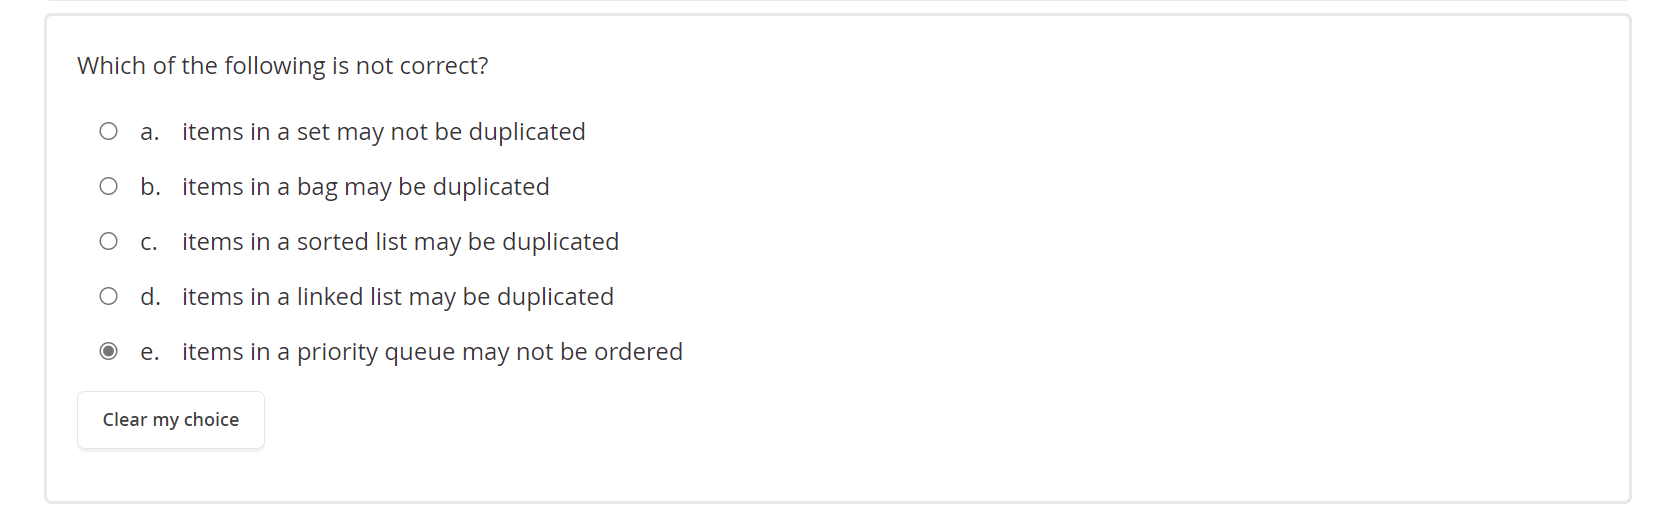 Which of the following is not correct?
a. items in a set may not be duplicated
b. items in a bag may be duplicated
c. items in a sorted list may be duplicated
d. items in a linked list may be duplicated
e. items in a priority queue may not be ordered
Clear my choice